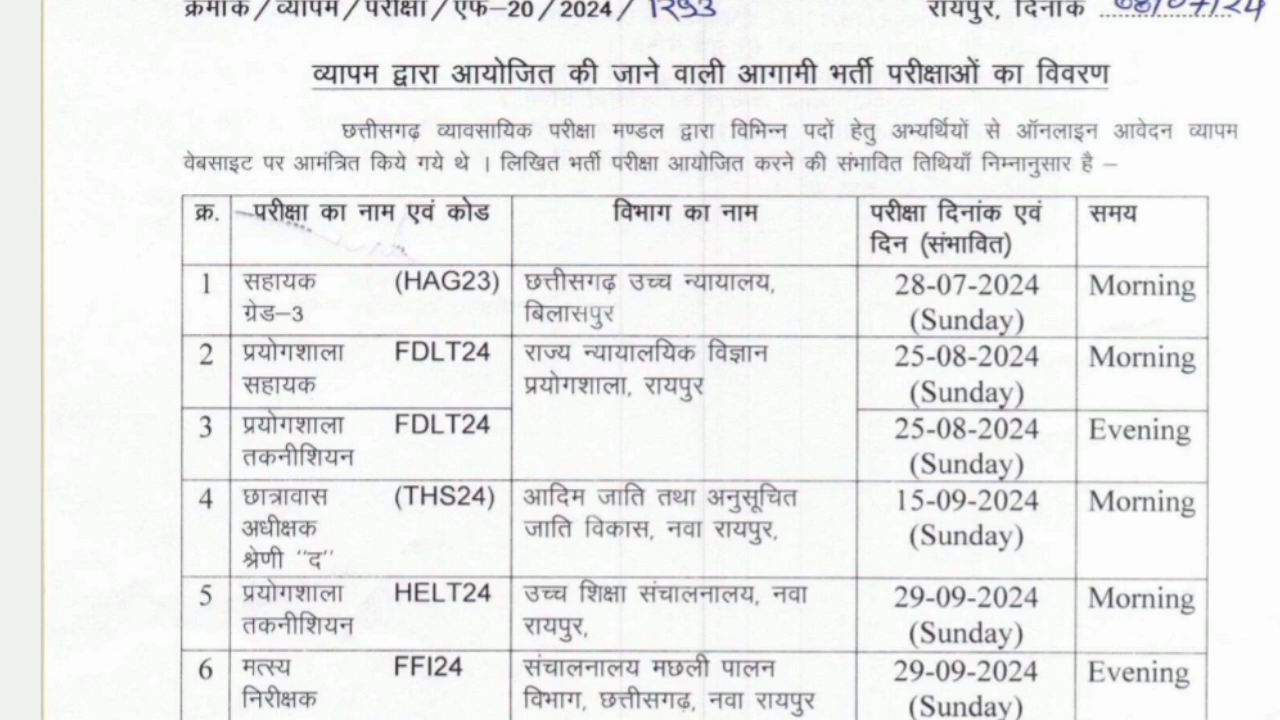 क्रमांक/व्यापम/परीक्षा/एफ–20/2024/1293 रायपुर, दिनांक 08/07/24
व्यापम द्वारा आयोजित की जाने वाली आगामी भर्ती परीक्षाओं का विवरण
छत्तीसगढ़ व्यावसायिक परीक्षा मण्डल द्वारा विभिन्न पदों हेतु अभ्यर्थियों से ऑनलाइन आवेदन व्यापम
वेबसाइट पर आमंत्रित किये गये थे । लिखित भर्ती परीक्षा आयोजित करने की संभावित तिथियाँ निम्नानुसार है –
क्र. परीक्षा का नाम एवं कोड विभाग का नाम परीक्षा दिनांक एवं समय
दिन (संभावित)
1 सहायक (HAG23) छत्तीसगढ़ उच्च न्यायालय, 28-07-2024 Morning
ग्रेड–3 बिलासपुर (Sunday)
2 प्रयोगशाला FDLT24 राज्य न्यायालयिक विज्ञान 25-08-2024 Morning
सहायक प्रयोगशाला, रायपुर (Sunday)
3 प्रयोगशाला FDLT24 25-08-2024 Evening
तकनीशियन (Sunday)
4 छात्रावास (THS24) आदिम जाति तथा अनुसूचित 15-09-2024 Morning
अधीक्षक जाति विकास, नवा रायपुर, (Sunday)
श्रेणी "द"
5 प्रयोगशाला HELT24 उच्च शिक्षा संचालनालय, नवा 29-09-2024 Morning
तकनीशियन रायपुर, (Sunday)
6 मत्स्य FFI24 संचालनालय मछली पालन 29-09-2024 Evening
निरीक्षक विभाग, छत्तीसगढ़, नवा रायपुर (Sunday)